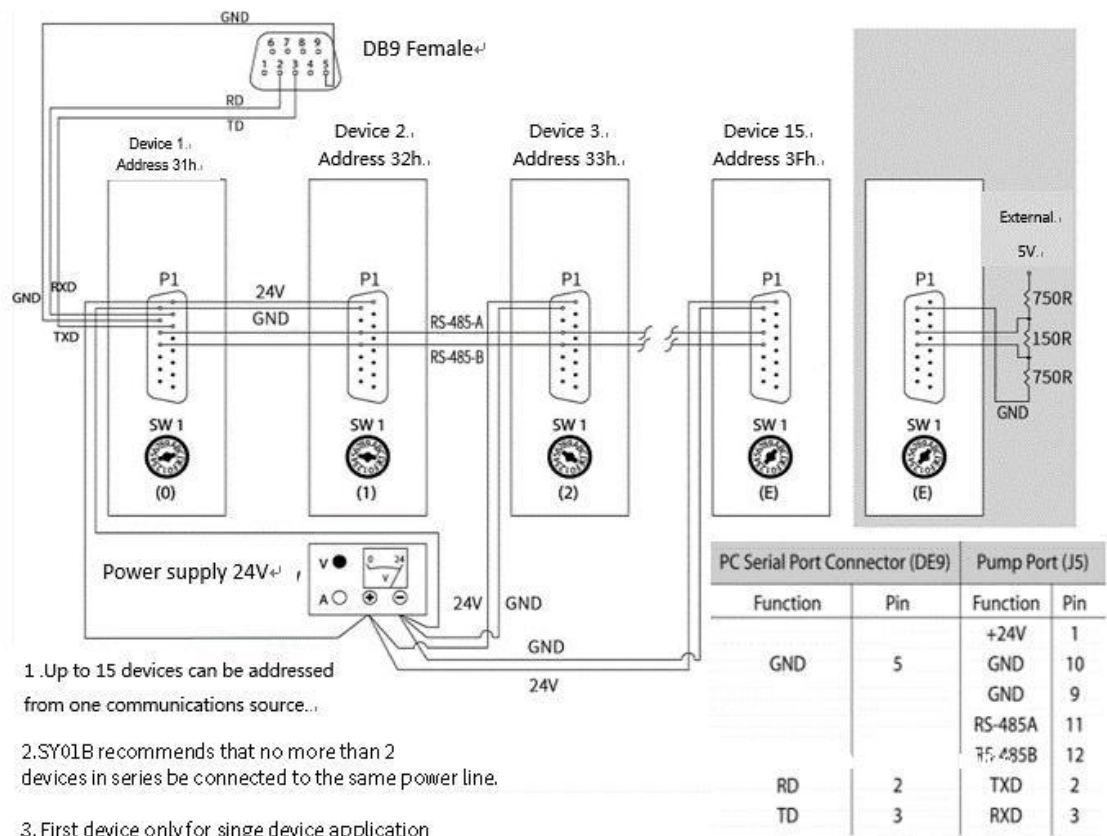 GND
6 7 8 9
1 2 3 4 5
DB9 Female
RD
TD
Device 1.
Address 31h.
Device 2.
Address 32h.
Device 3.
Address 33h.
Device 15.
Address 3Fh.
External.
5V.
P1
P1
P1
P1
P1
GND
RXD
TXD
24V
GND
RS-485-A
RS-485-B
750R
150R
750R
GND
SW 1
SW 1
SW 1
SW 1
SW 1
(0)
(1)
(2)
(E)
(E)
Power supply 24V
V
0 24
V
A
24V
GND
GND
24V
1 .Up to 15 devices can be addressed
from one communications source..
2.SY01B recommends that no more than 2
devices in series be connected to the same power line.
3. First device only for singe device application
PC Serial Port Connector (DE9) Pump Port (J5)
Function Pin Function Pin
+24V 1
GND 5 GND 10
GND 9
RS-485A 11
485B 12
RD 2 TXD 2
TD 3 RXD 3